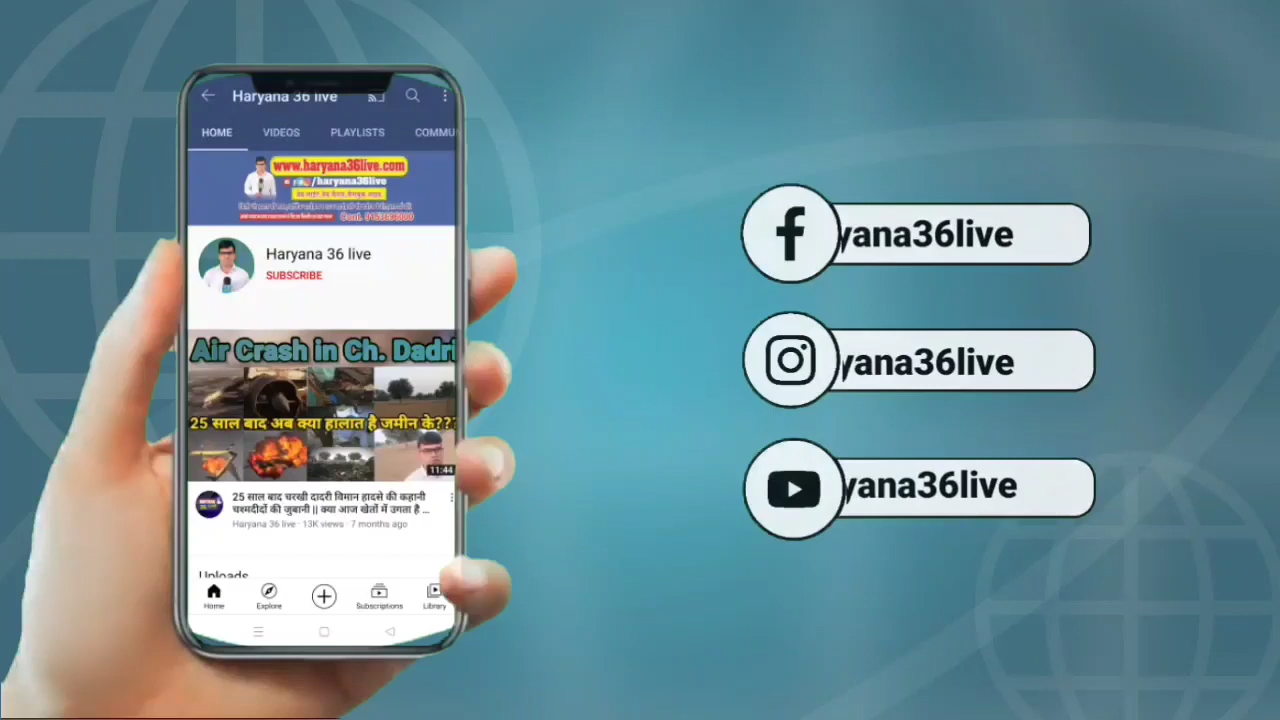 Haryana 36 live
HOME VIDEOS PLAYLISTS COMMU
www.haryana36live.com
/haryana36live
Haryana 36 live
SUBSCRIBE
Air Crash in Ch. Dadri
25 साल बाद अब क्या हालात है जमीन के???
11:44
25 साल बाद चरखी दादरी विमान हादसे की कहानी
चश्मदीदों की जुबानी || क्या आज खेतों में उगता है ...
Haryana 36 live · 13K views · 7 months ago
Uploads
Home Explore Subscriptions Library
yana36live
yana36live
yana36live